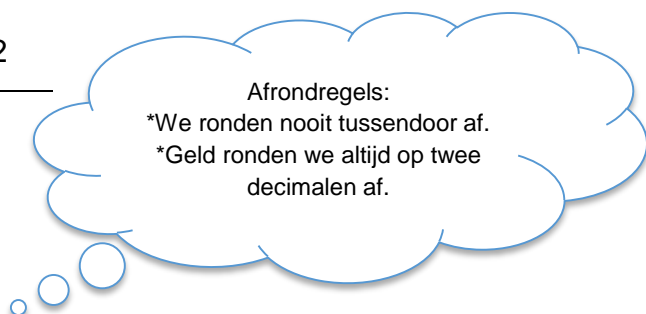 2
Afrondregels:
*We ronden nooit tussendoor af.
*Geld ronden we altijd op twee
decimalen af.